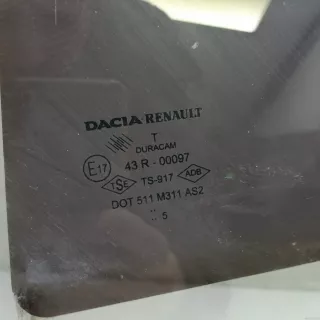 DACIA RENAULT
T
DURACAM
43 R - 00097
E17
TSE TS-917 ADB
DOT 511 M311 AS2
.. 5